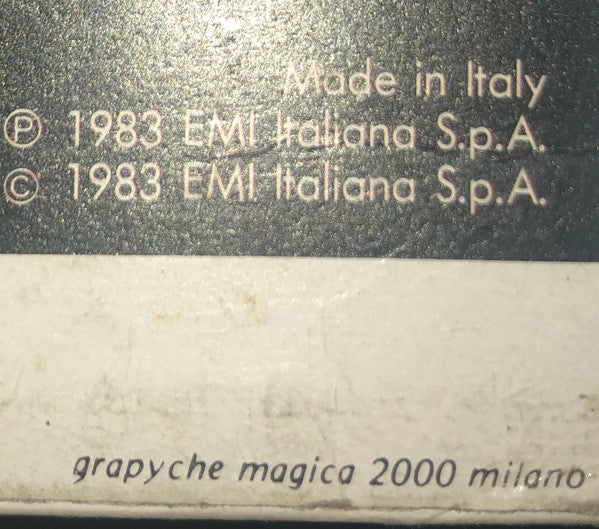 Made in Italy
℗ 1983 EMI Italiana S.p.A.
© 1983 EMI Italiana S.p.A.
grapyche magica 2000 milano